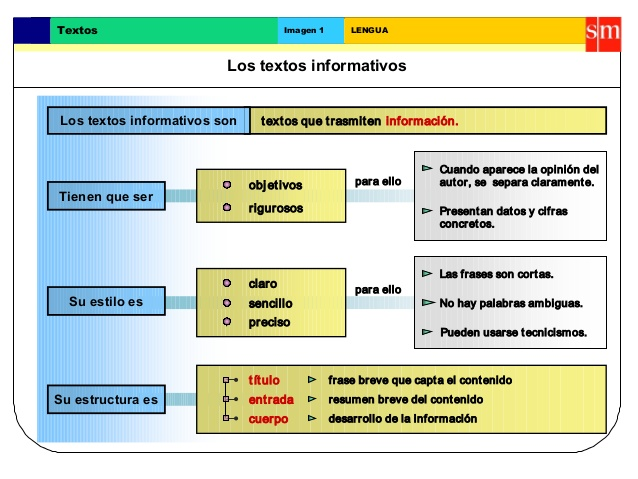 Textos
Imagen 1
LENGUA
sm
Los textos informativos
Los textos informativos son
textos que trasmiten información.
Tienen que ser
objetivos
rigurosos
para ello
Cuando aparece la opinión del
autor, se separa claramente.
Presentan datos y cifras
concretos.
Su estilo es
claro
sencillo
preciso
para ello
Las frases son cortas.
No hay palabras ambiguas.
Pueden usarse tecnicismos.
Su estructura es
título
frase breve que capta el contenido
entrada
resumen breve del contenido
cuerpo
desarrollo de la información